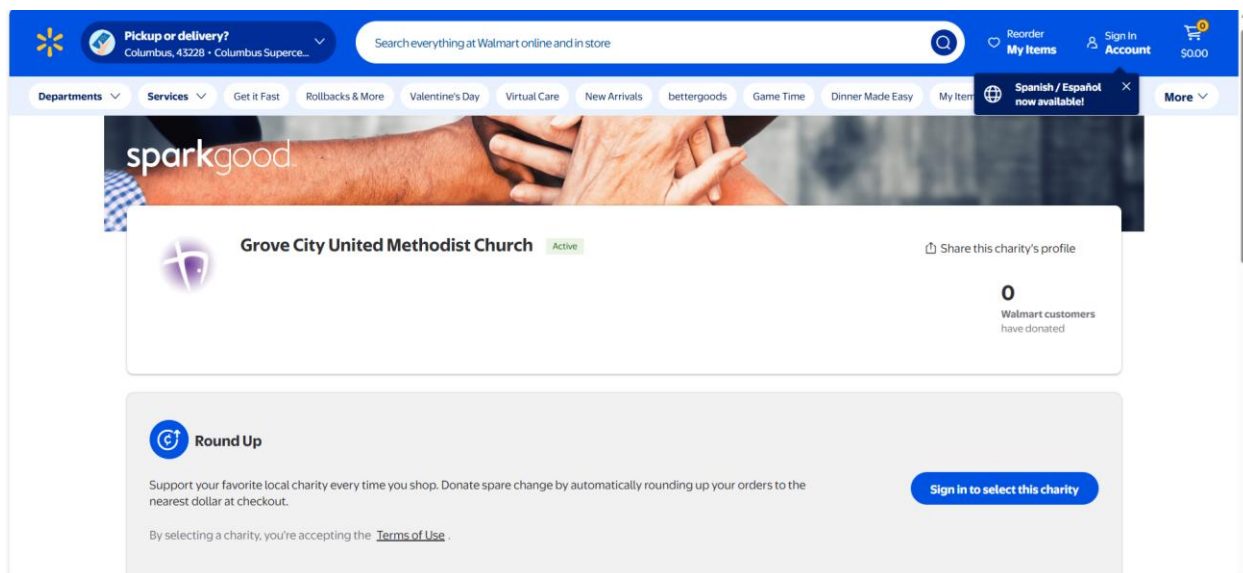 Pickup or delivery?
Columbus, 43228 • Columbus Superce...
Search everything at Walmart online and in store
Reorder
My Items
Sign In
Account
0
$0.00
Departments
Services
Get it Fast
Rollbacks & More
Valentine's Day
Virtual Care
New Arrivals
bettergoods
Game Time
Dinner Made Easy
My Item
Spanish / Español
now available!
More
sparkgood
Grove City United Methodist Church
Active
Share this charity's profile
0
Walmart customers
have donated
Round Up
Support your favorite local charity every time you shop. Donate spare change by automatically rounding up your orders to the
nearest dollar at checkout.
Sign in to select this charity
By selecting a charity, you're accepting the Terms of Use .